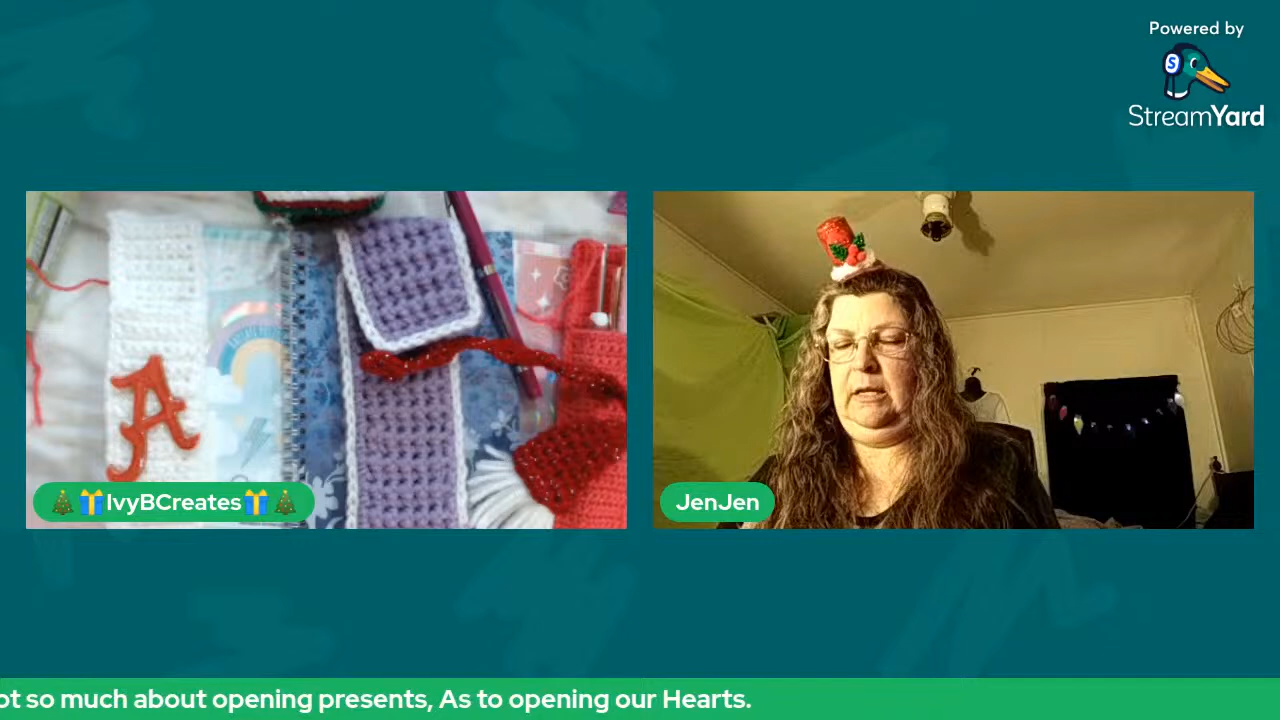 Powered by
StreamYard
A
🎄🎁IvyBCreates🎁🎄
JenJen
ot so much about opening presents, As to opening our Hearts.